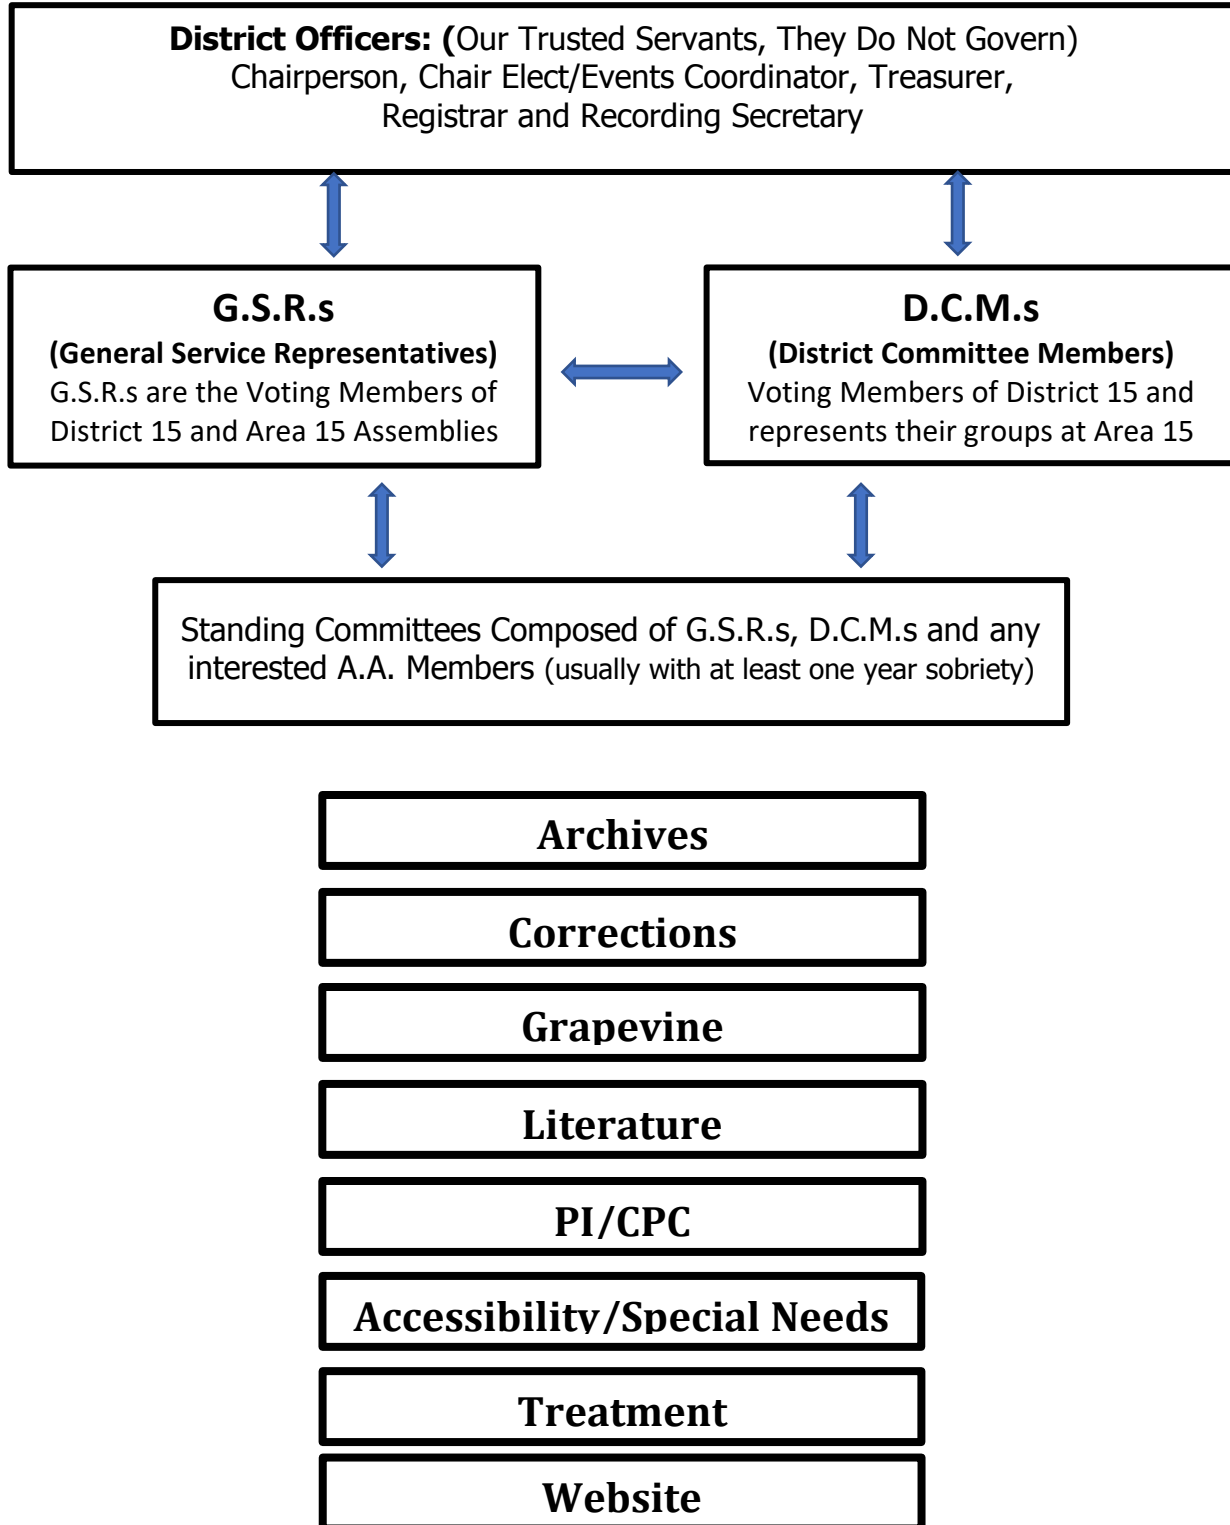 District Officers: (Our Trusted Servants, They Do Not Govern)
Chairperson, Chair Elect/Events Coordinator, Treasurer,
Registrar and Recording Secretary
G.S.R.s
(General Service Representatives)
G.S.R.s are the Voting Members of
District 15 and Area 15 Assemblies
D.C.M.s
(District Committee Members)
Voting Members of District 15 and
represents their groups at Area 15
Standing Committees Composed of G.S.R.s, D.C.M.s and any
interested A.A. Members (usually with at least one year sobriety)
Archives
Corrections
Grapevine
Literature
PI/CPC
Accessibility/Special Needs
Treatment
Website